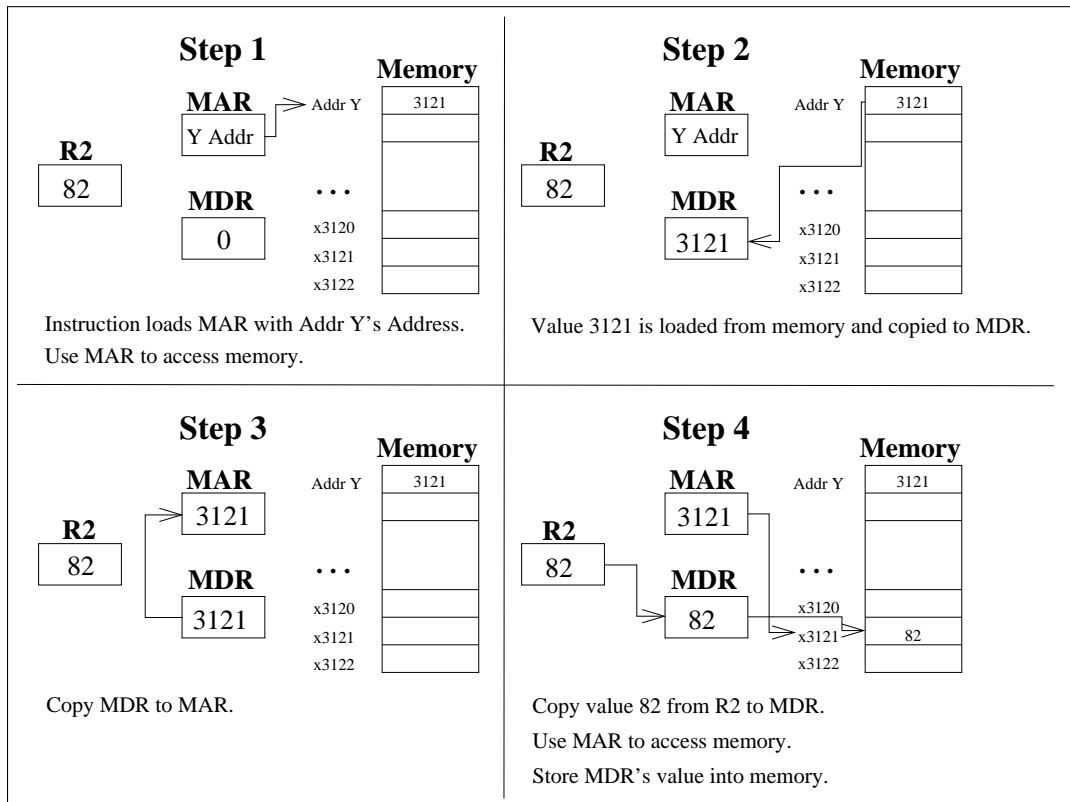 Step 1
Memory
MAR
Addr Y
3121
Y Addr
R2
82
MDR
. . .
0
x3120
x3121
x3122
Instruction loads MAR with Addr Y's Address.
Use MAR to access memory.
Step 2
Memory
MAR
Addr Y
3121
Y Addr
R2
82
MDR
. . .
3121
x3120
x3121
x3122
Value 3121 is loaded from memory and copied to MDR.
Step 3
Memory
MAR
Addr Y
3121
3121
R2
82
MDR
. . .
3121
x3120
x3121
x3122
Copy MDR to MAR.
Step 4
Memory
MAR
Addr Y
3121
3121
R2
82
MDR
. . .
82
x3120
x3121
82
x3122
Copy value 82 from R2 to MDR.
Use MAR to access memory.
Store MDR's value into memory.